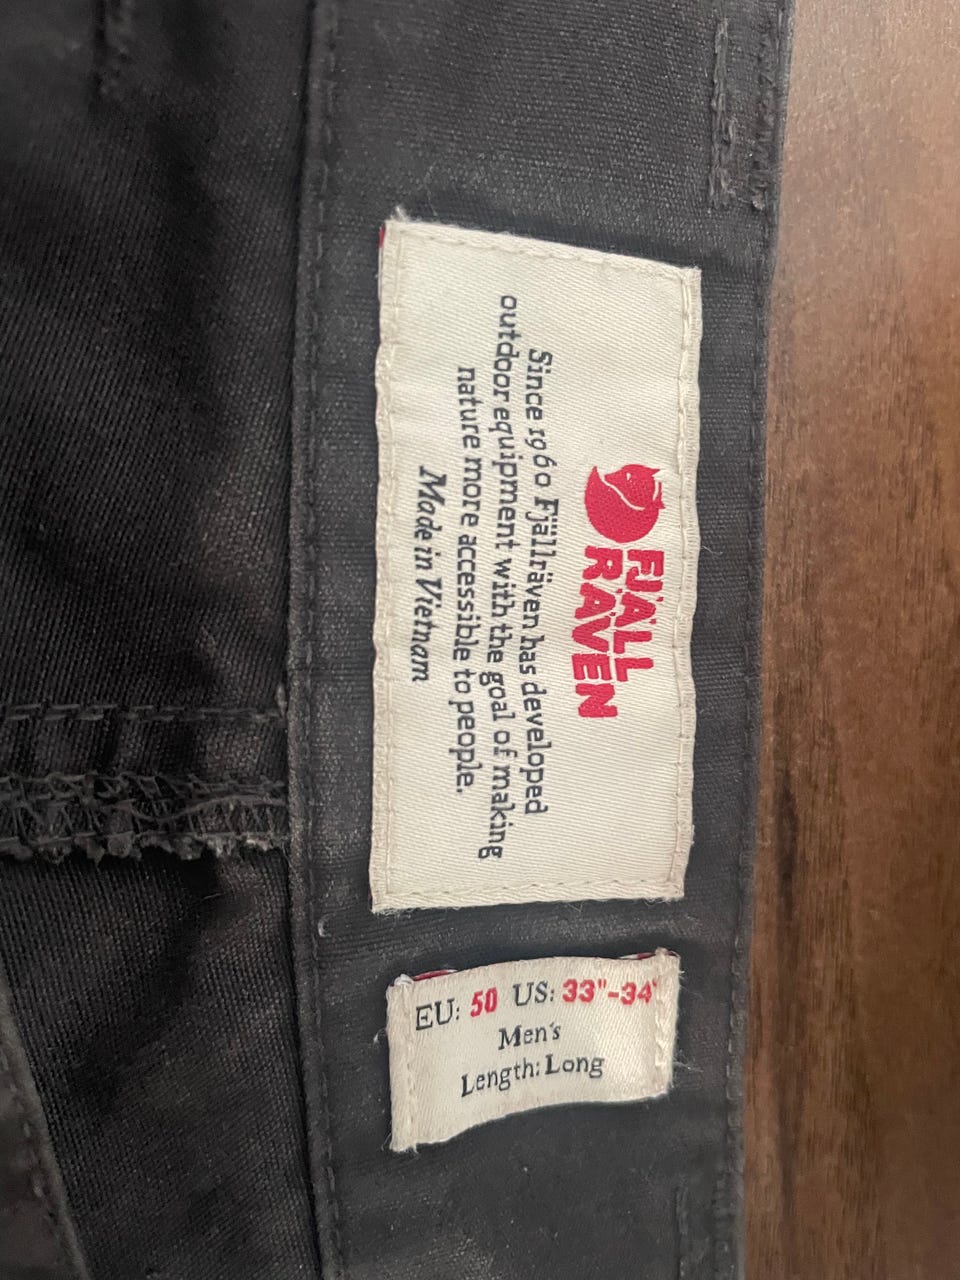 FJÄLL
RÄVEN
Since 1960 Fjällräven has developed
outdoor equipment with the goal of making
nature more accessible to people.
Made in Vietnam
EU: 50 US: 33"-34"
Men's
Length: Long